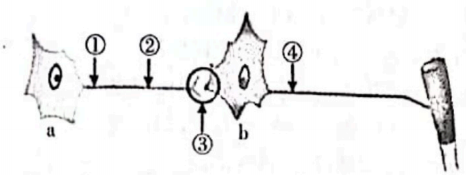 ① ② ④
a b
③